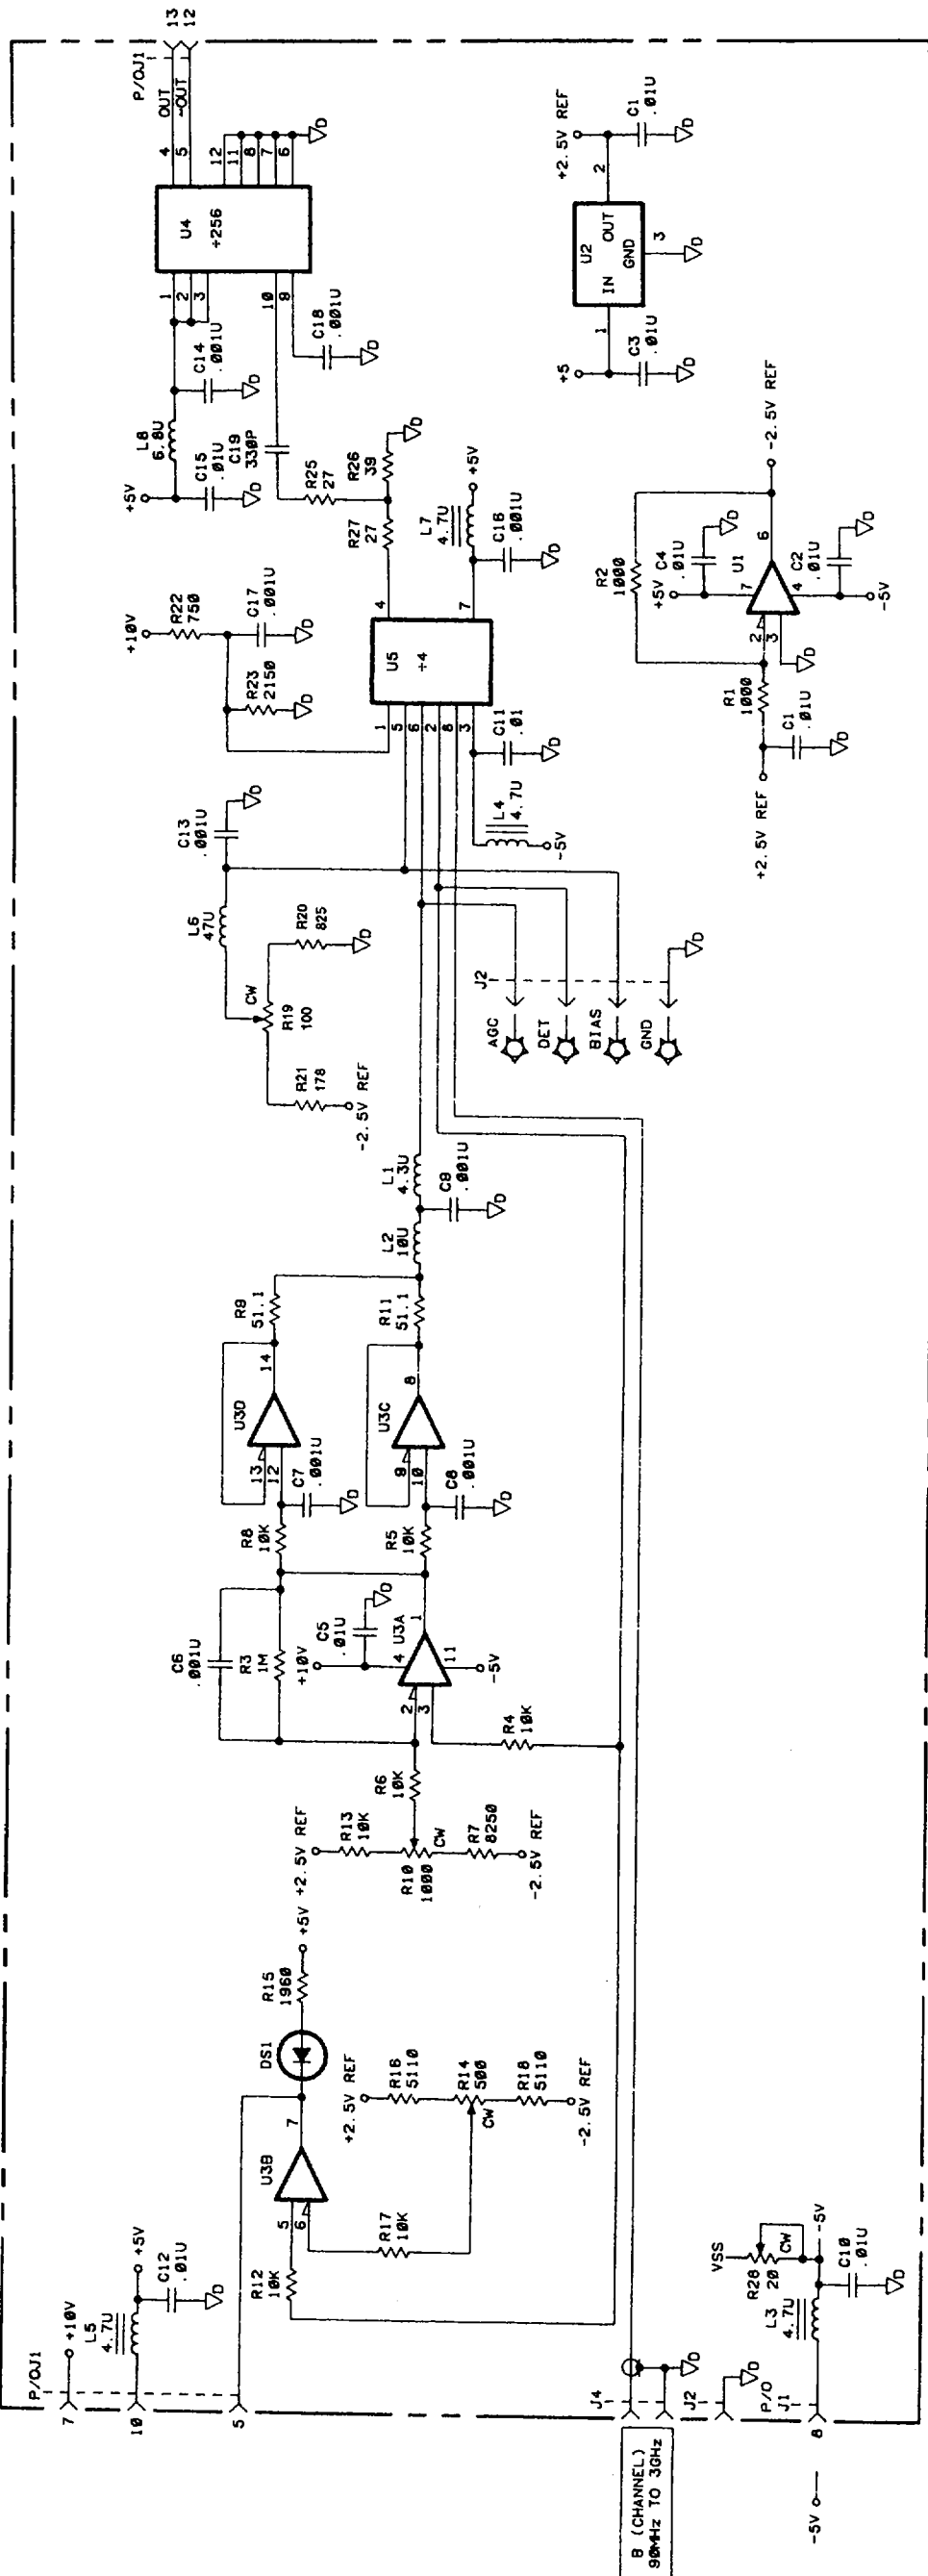 P/OJ1
7
+10V
L5
4.7U
10
+5V
C12
.01U
D
5
R12
10K
5
6
U3B
7
R17
10K
DS1
R15
1960
+5V
+2.5V REF
R16
5110
R14
500
CW
R18
5110
-2.5V REF
B (CHANNEL)
90MHz TO 3GHz
J4
J2
D
D
P/O
J1
8
-5V
L3
4.7U
VSS
R28
20
CW
-5V
C10
.01U
D
+2.5V REF
R13
10K
R10
1000
CW
R7
8250
-2.5V REF
R6
10K
C6
.001U
R3
1M
+10V
C5
.01U
D
2
3
4
U3A
1
11
-5V
R4
10K
R8
10K
C7
.001U
D
13
12
U3D
14
R9
51.1
R5
10K
C8
.001U
D
9
10
U3C
8
R11
51.1
L2
10U
L1
4.3U
C9
.001U
D
-2.5V REF
R21
178
R19
100
CW
R20
825
D
L6
47U
C13
.001U
D
J2
AGC
DET
BIAS
GND
D
+10V
R22
750
R23
2150
D
C17
.001U
D
U5
÷4
1
5
6
2
8
3
4
7
L4
4.7U
-5V
C11
.01
D
R27
27
R26
39
D
R25
27
C19
330P
L7
4.7U
+5V
C16
.001U
D
+5V
L8
6.8U
C15
.01U
D
C14
.001U
D
C18
.001U
D
U4
÷256
1
2
3
10
9
4
5
12
11
8
7
6
D
OUT
~OUT
P/OJ1
13
12
+2.5V REF
C1
.01U
D
R1
1000
R2
1000
2
3
D
+5V
C4
.01U
D
7
U1
4
6
C2
.01U
D
-5V
-2.5V REF
+5
1
C3
.01U
D
U2
IN
OUT
GND
3
D
2
+2.5V REF
C1
.01U
D